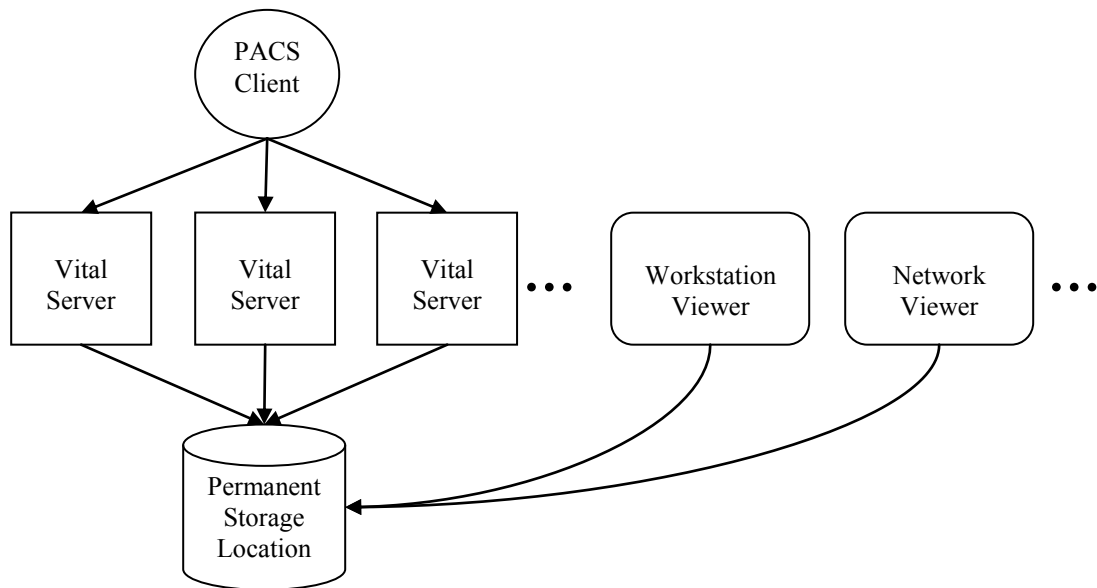 PACS
Client
Vital
Server
Vital
Server
Vital
Server
Workstation
Viewer
Network
Viewer
Permanent
Storage
Location